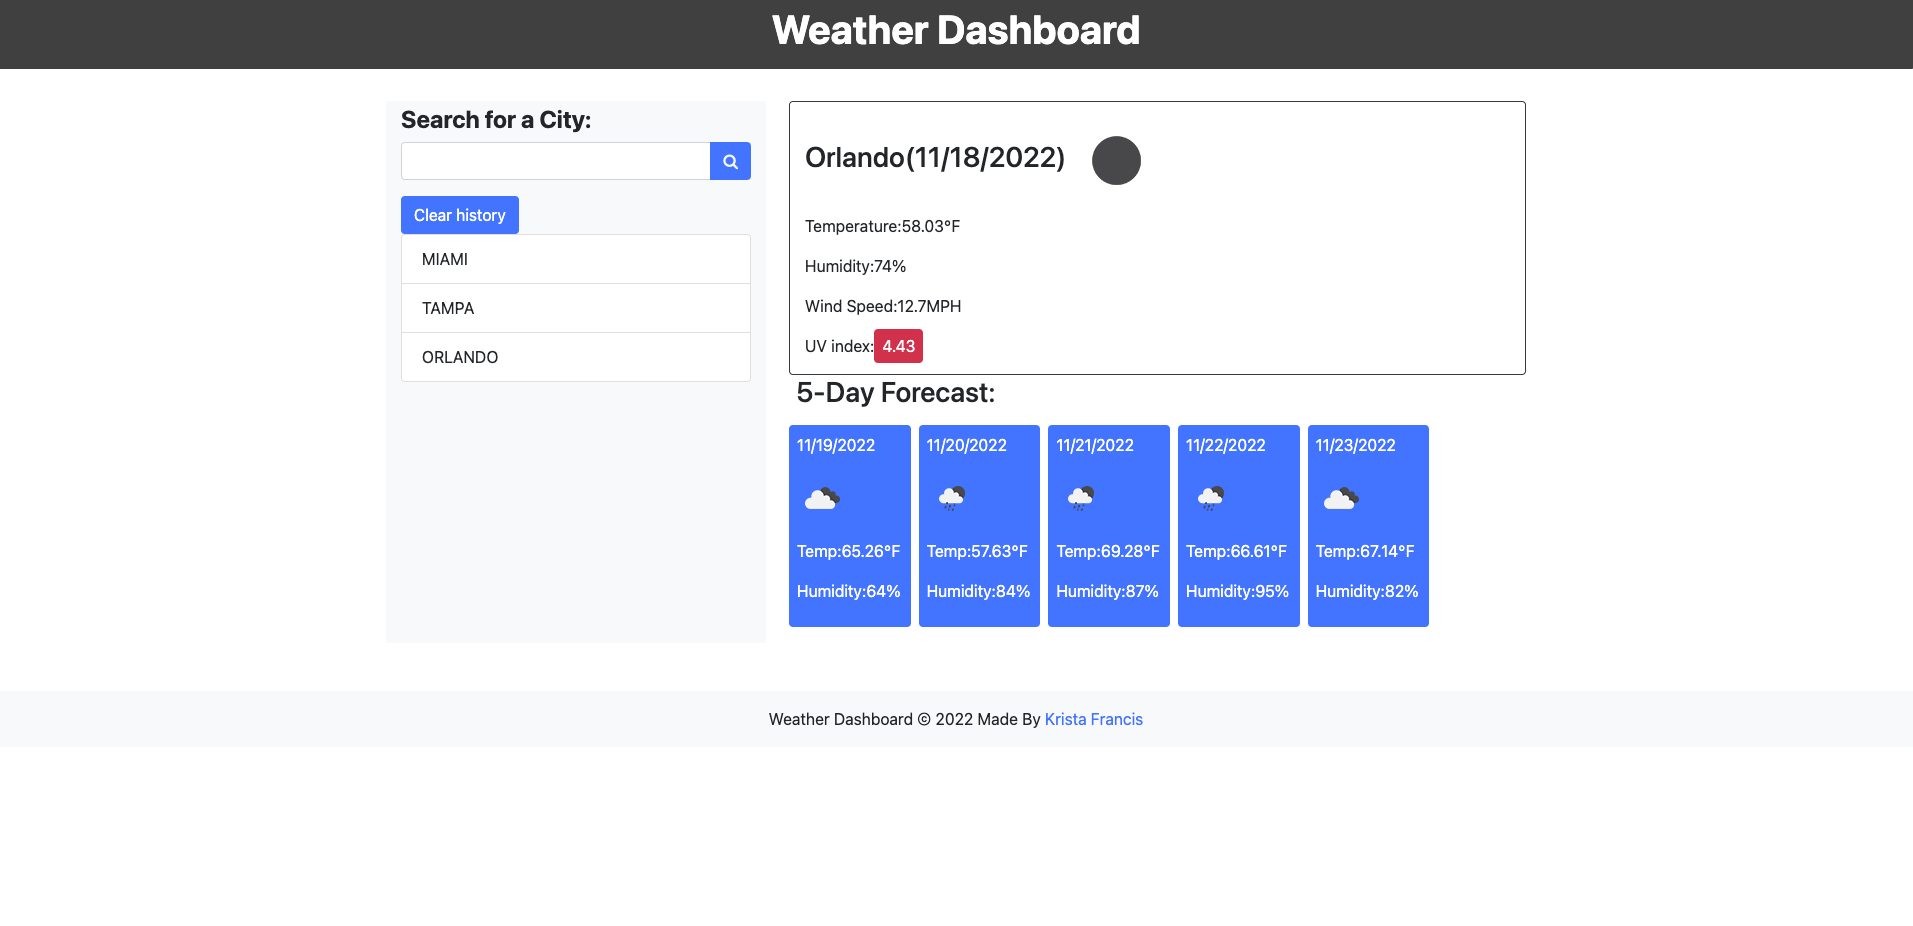 Weather Dashboard
Search for a City:
Clear history
MIAMI
TAMPA
ORLANDO
Orlando(11/18/2022)
Temperature:58.03°F
Humidity:74%
Wind Speed:12.7MPH
UV index:4.43
5-Day Forecast:
11/19/2022
Temp:65.26°F
Humidity:64%
11/20/2022
Temp:57.63°F
Humidity:84%
11/21/2022
Temp:69.28°F
Humidity:87%
11/22/2022
Temp:66.61°F
Humidity:95%
11/23/2022
Temp:67.14°F
Humidity:82%
Weather Dashboard © 2022 Made By Krista Francis